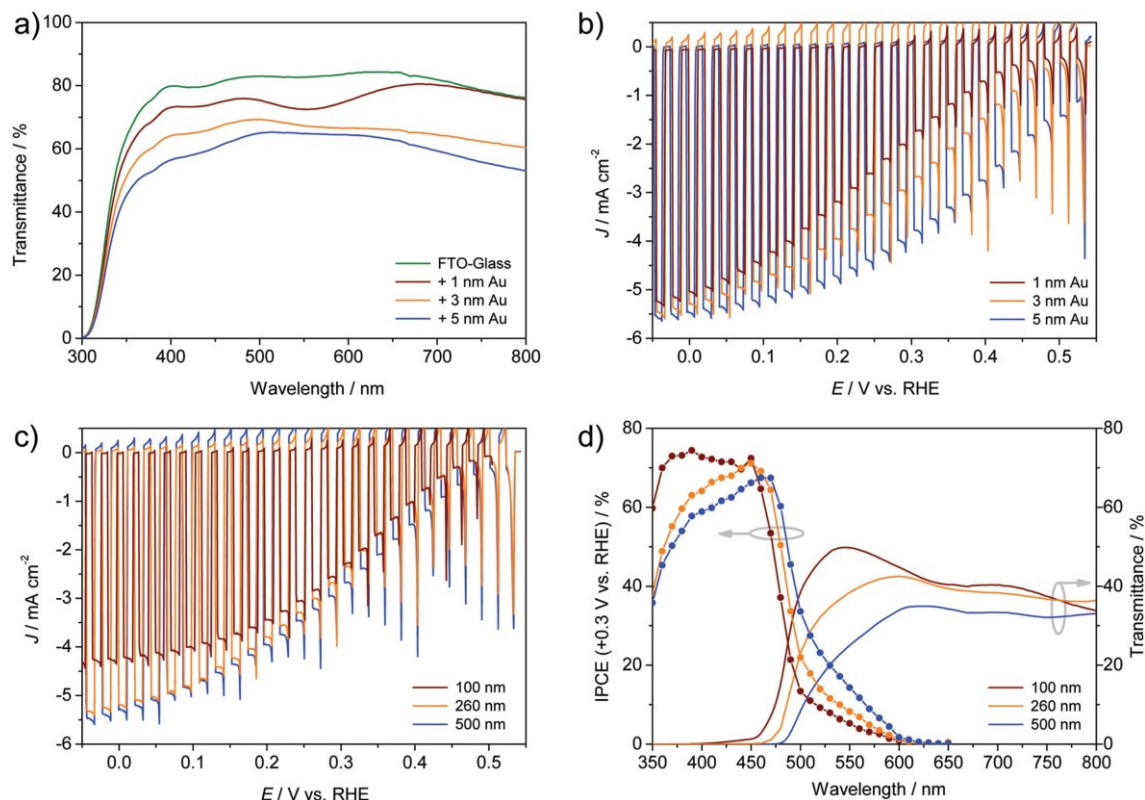 a)
100
80
60
40
20
0
Transmittance / %
FTO-Glass
+ 1 nm Au
+ 3 nm Au
+ 5 nm Au
300 400 500 600 700 800
Wavelength / nm
b)
0
-1
-2
-3
-4
-5
-6
J / mA cm⁻²
1 nm Au
3 nm Au
5 nm Au
0.0 0.1 0.2 0.3 0.4 0.5
E / V vs. RHE
c)
0
-1
-2
-3
-4
-5
-6
J / mA cm⁻²
100 nm
260 nm
500 nm
0.0 0.1 0.2 0.3 0.4 0.5
E / V vs. RHE
d)
80
60
40
20
0
IPCE (+0.3 V vs. RHE) / %
80
60
40
20
0
Transmittance / %
100 nm
260 nm
500 nm
350 400 450 500 550 600 650 700 750 800
Wavelength / nm